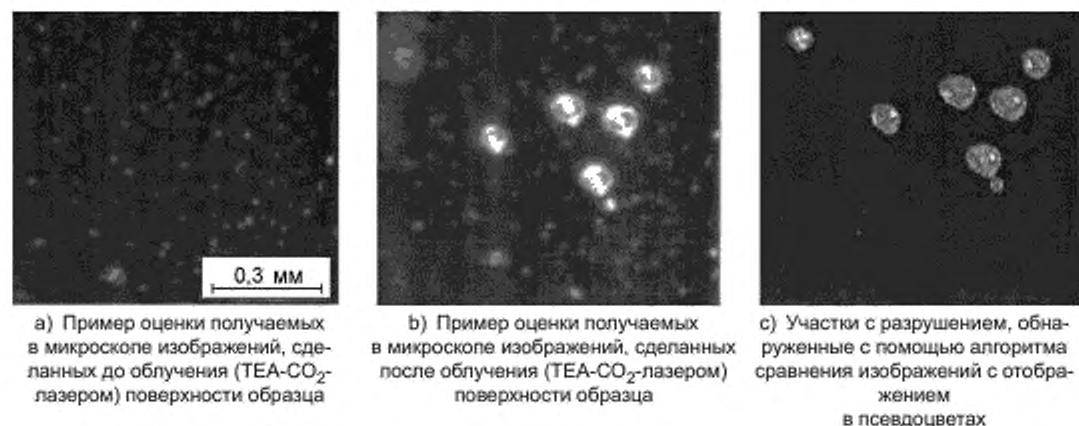 0,3 мм
a) Пример оценки получаемых
в микроскопе изображений, сде-
ланных до облучения (TEA-CO2-
лазером) поверхности образца
b) Пример оценки получаемых
в микроскопе изображений, сделанных
после облучения (TEA-CO2-лазером)
поверхности образца
c) Участки с разрушением, обна-
руженные с помощью алгоритма
сравнения изображений с отобра-
жением
в псевдоцветах